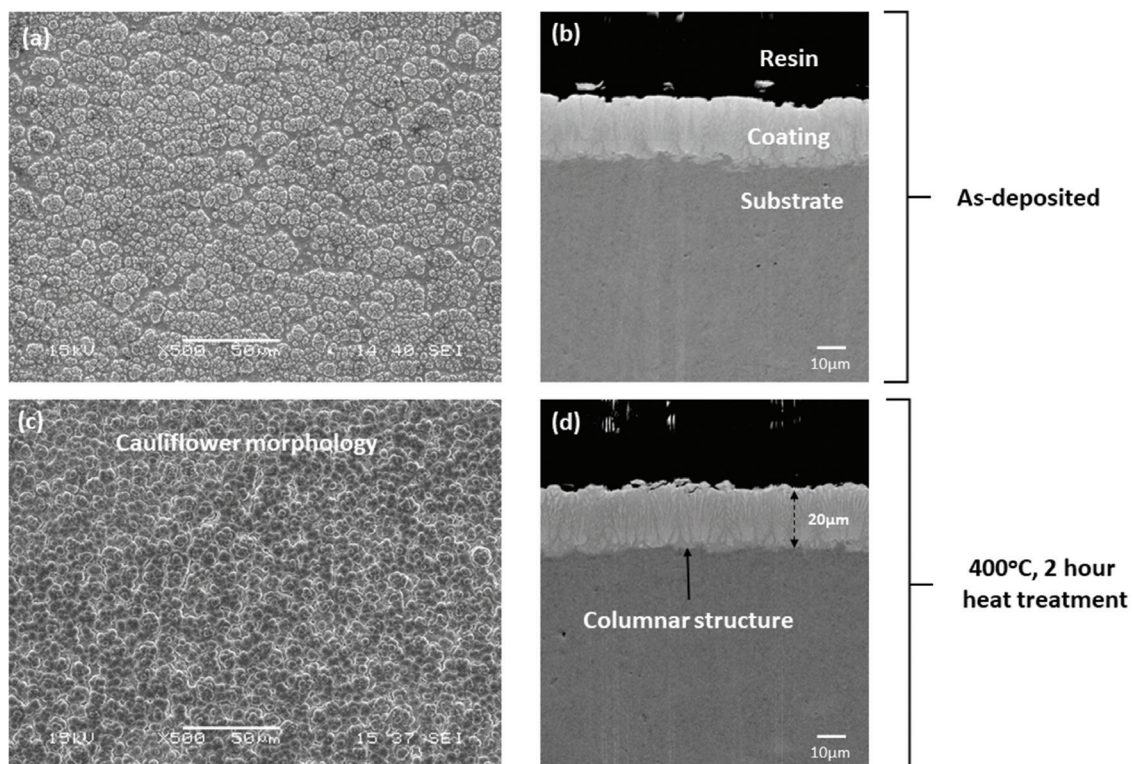 (a)
15kV X500 50µm 14 40 SEI
(b)
Resin
Coating
Substrate
10µm
As-deposited
(c)
Cauliflower morphology
15kV X500 50µm 15 37 SEI
(d)
20µm
Columnar structure
10µm
400°C, 2 hour
heat treatment